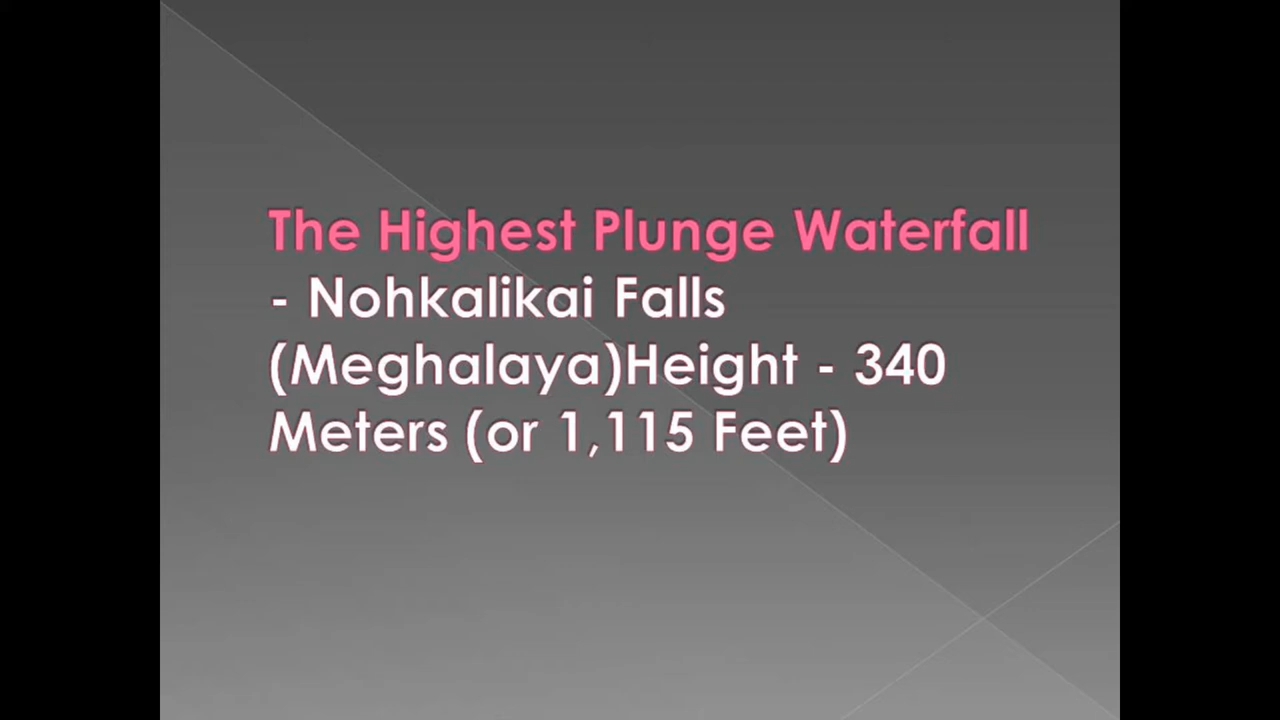 The Highest Plunge Waterfall
- Nohkalikai Falls
(Meghalaya)Height - 340
Meters (or 1,115 Feet)